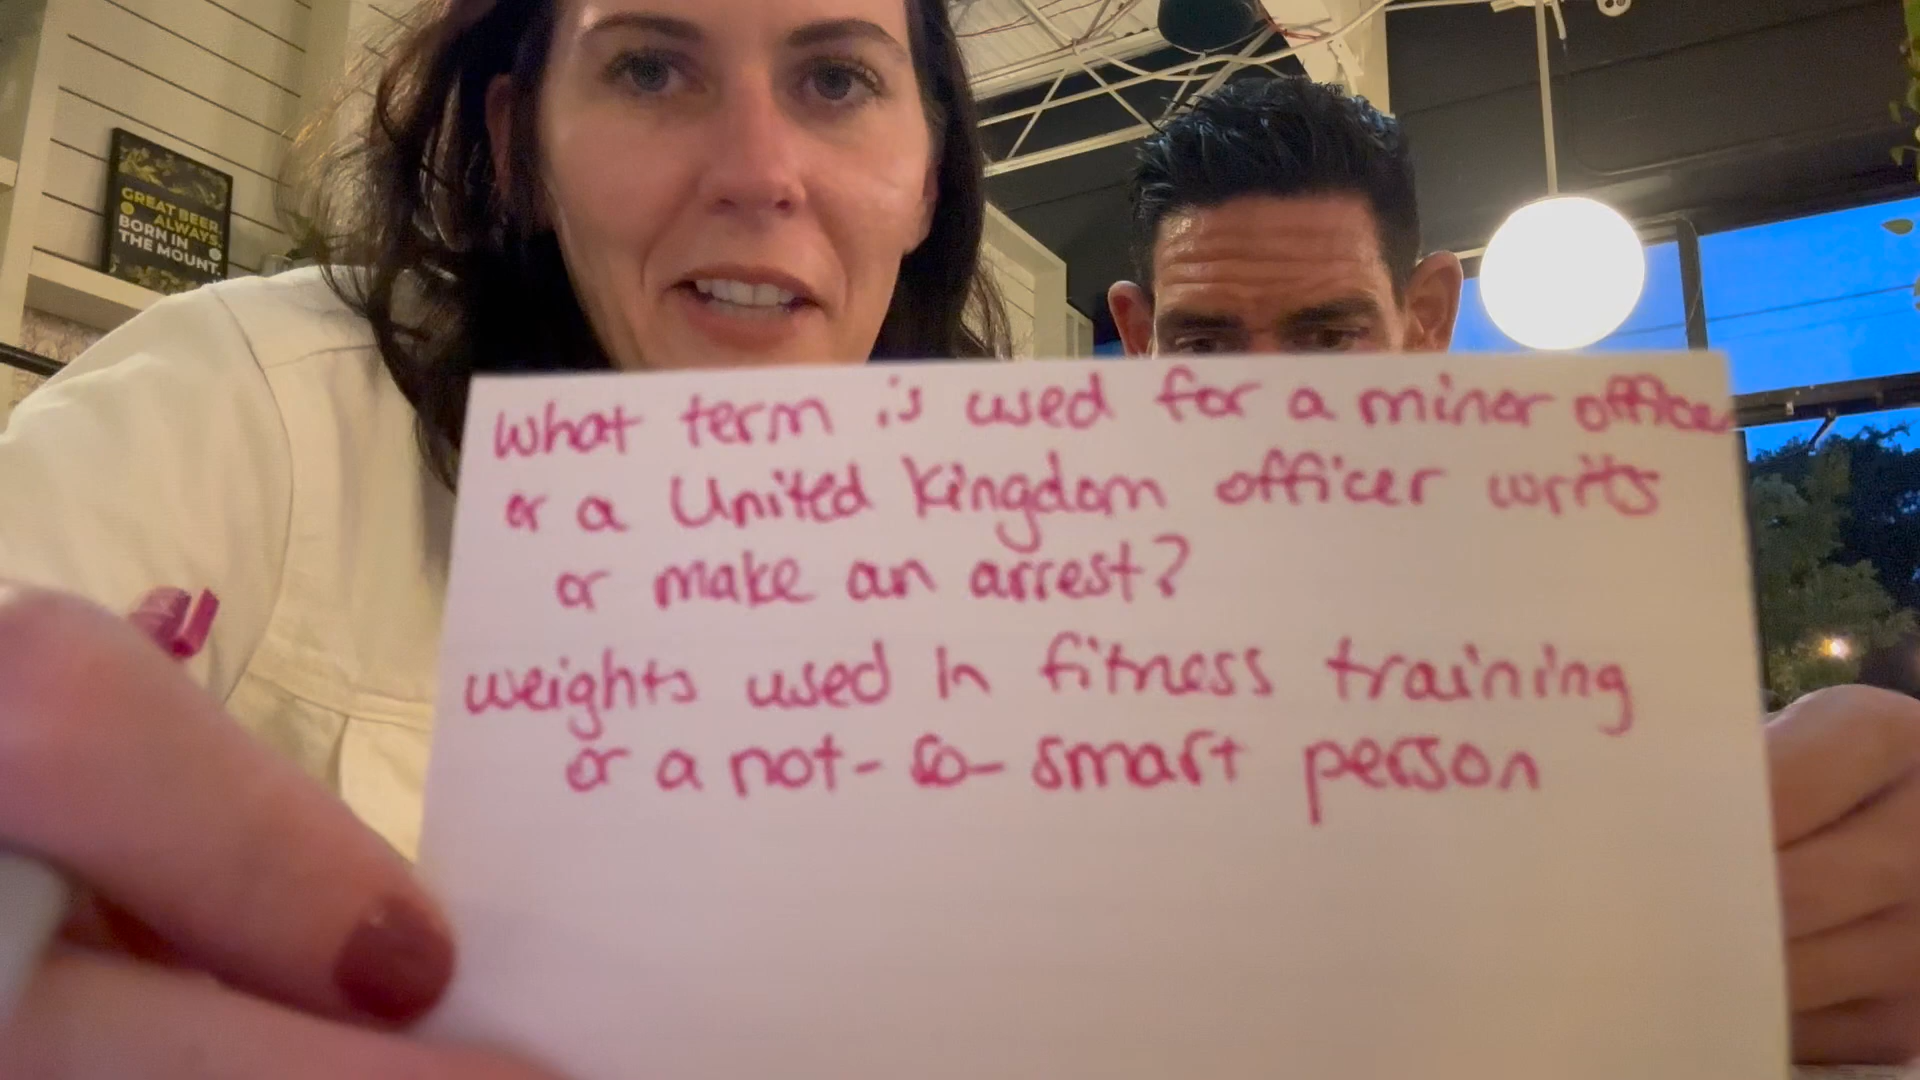 GREAT BEER.
ALWAYS.
BORN IN
THE MOUNT.
What term is used for a minor officer
or a United Kingdom officer writs
or make an arrest?
weights used in fitness training
or a not-so-smart person